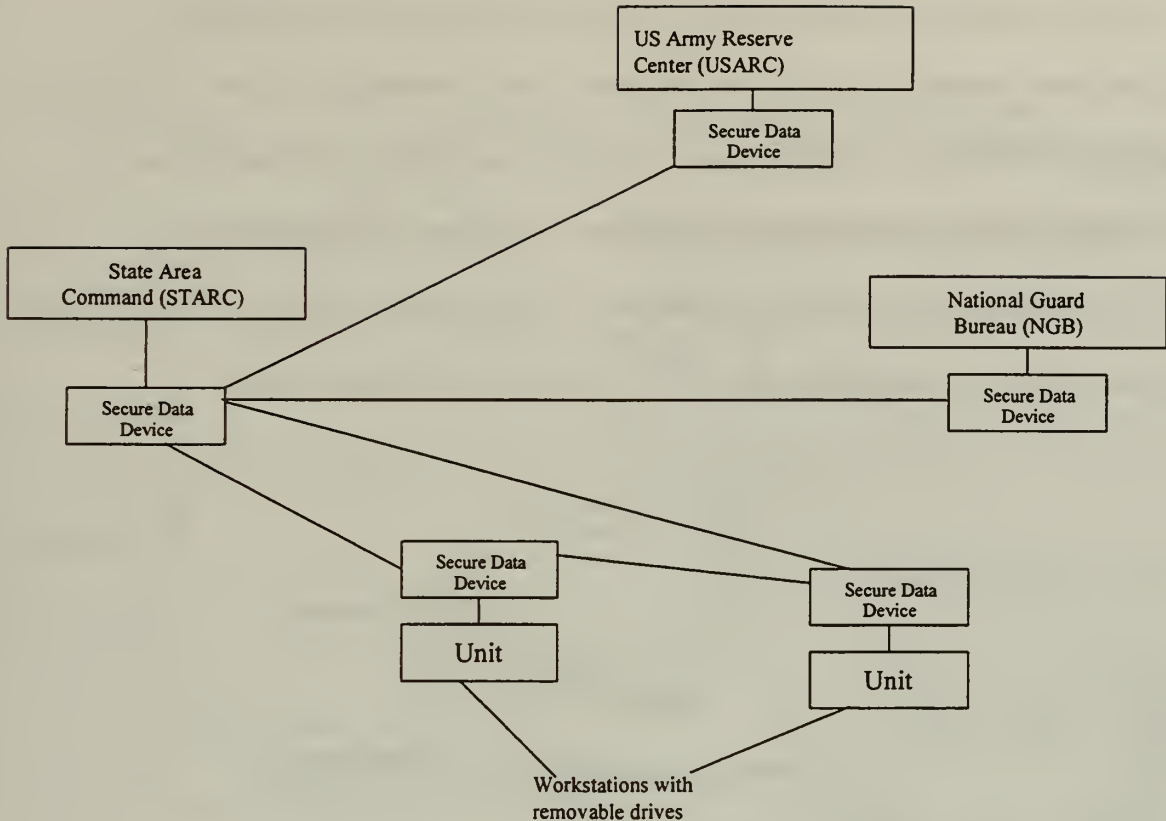 US Army Reserve
Center (USARC)
Secure Data
Device
State Area
Command (STARC)
Secure Data
Device
National Guard
Bureau (NGB)
Secure Data
Device
Secure Data
Device
Unit
Secure Data
Device
Unit
Workstations with
removable drives